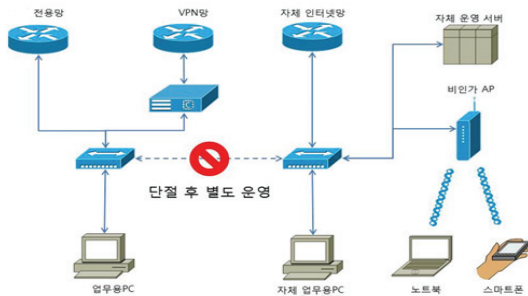 전용망
VPN망
자체 인터넷망
자체 운영 서버
비인가 AP
단절 후 별도 운영
업무용PC
자체 업무용PC
노트북
스마트폰